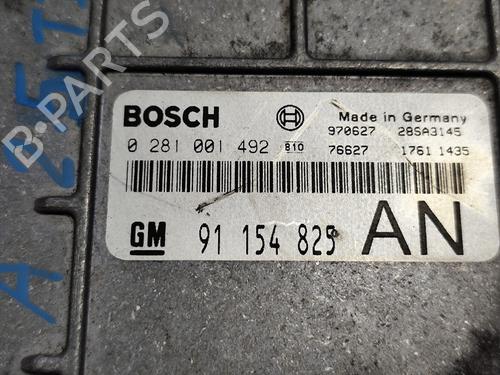 BOSCH
Made in Germany
970627 28SA3145
0 281 001 492 B10
76627 1761 1435
GM 91 154 825 AN
B-Parts